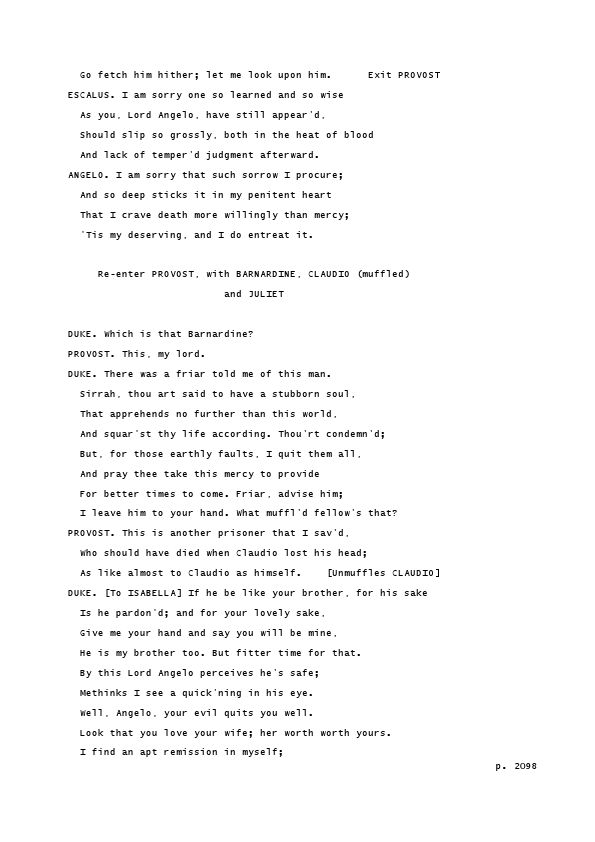 Go fetch him hither; let me look upon him.      Exit PROVOST
ESCALUS. I am sorry one so learned and so wise
As you, Lord Angelo, have still appear'd,
Should slip so grossly, both in the heat of blood
And lack of temper'd judgment afterward.
ANGELO. I am sorry that such sorrow I procure;
And so deep sticks it in my penitent heart
That I crave death more willingly than mercy;
'Tis my deserving, and I do entreat it.
Re-enter PROVOST, with BARNARDINE, CLAUDIO (muffled)
and JULIET
DUKE. Which is that Barnardine?
PROVOST. This, my lord.
DUKE. There was a friar told me of this man.
Sirrah, thou art said to have a stubborn soul,
That apprehends no further than this world,
And squar'st thy life according. Thou'rt condemn'd;
But, for those earthly faults, I quit them all,
And pray thee take this mercy to provide
For better times to come. Friar, advise him;
I leave him to your hand. What muffl'd fellow's that?
PROVOST. This is another prisoner that I sav'd,
Who should have died when Claudio lost his head;
As like almost to Claudio as himself.    [Unmuffles CLAUDIO]
DUKE. [To ISABELLA] If he be like your brother, for his sake
Is he pardon'd; and for your lovely sake,
Give me your hand and say you will be mine,
He is my brother too. But fitter time for that.
By this Lord Angelo perceives he's safe;
Methinks I see a quick'ning in his eye.
Well, Angelo, your evil quits you well.
Look that you love your wife; her worth worth yours.
I find an apt remission in myself;
p. 2098